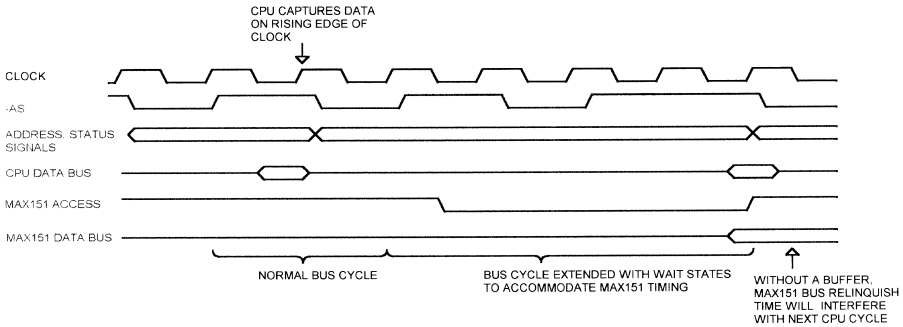 CPU CAPTURES DATA
ON RISING EDGE OF
CLOCK
CLOCK
-AS
ADDRESS. STATUS
SIGNALS
CPU DATA BUS
MAX151 ACCESS
MAX151 DATA BUS
NORMAL BUS CYCLE
BUS CYCLE EXTENDED WITH WAIT STATES
TO ACCOMMODATE MAX151 TIMING
WITHOUT A BUFFER,
MAX151 BUS RELINQUISH
TIME WILL INTERFERE
WITH NEXT CPU CYCLE